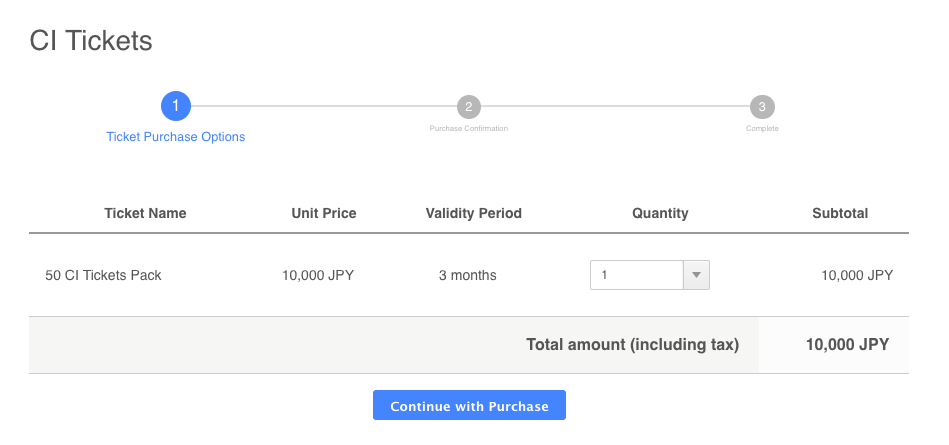 CI Tickets
1 2 3
Ticket Purchase Options Purchase Confirmation Complete
Ticket Name Unit Price Validity Period Quantity Subtotal
50 CI Tickets Pack 10,000 JPY 3 months 1 10,000 JPY
Total amount (including tax) 10,000 JPY
Continue with Purchase